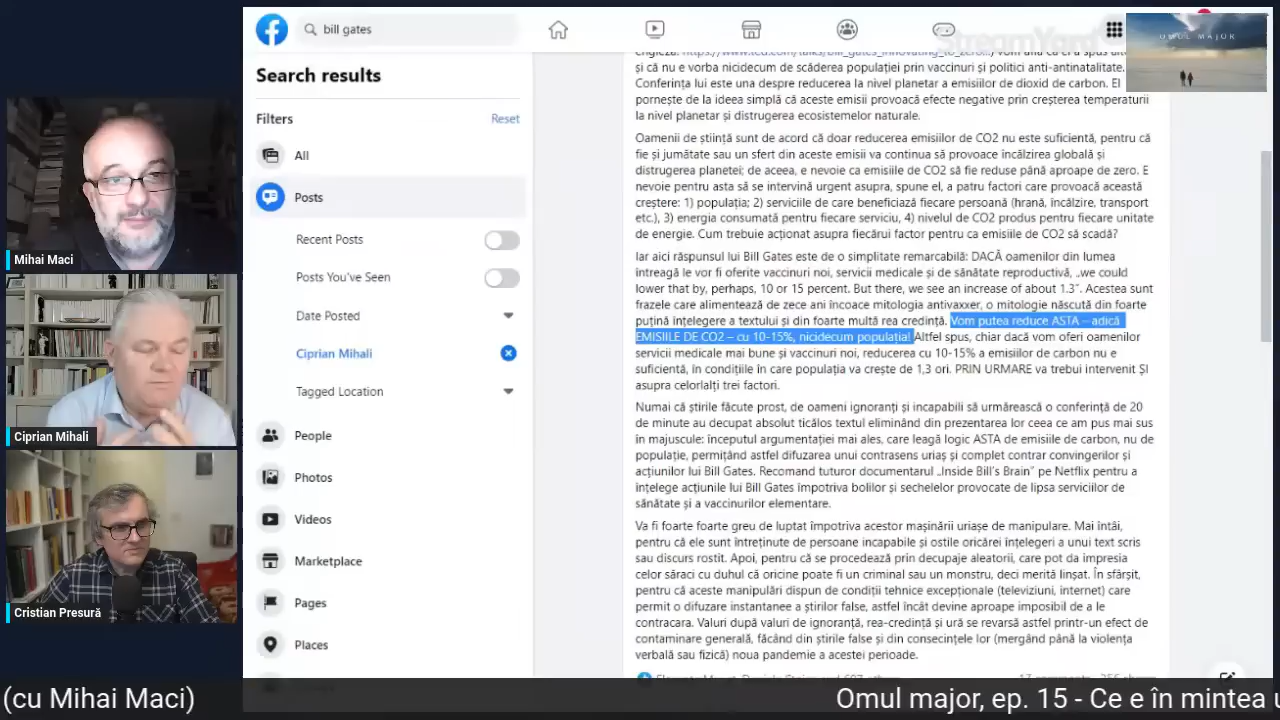 bill gates
OMUL MAJOR
Search results
Filters
Reset
All
Posts
Recent Posts
Posts You've Seen
Date Posted
Ciprian Mihali
Tagged Location
People
Photos
Videos
Marketplace
Pages
Places
și că nu e vorba nicidecum de scăderea populației prin vaccinuri și politici anti-antinatalitate.
Conferința lui este una despre reducerea la nivel planetar a emisiilor de dioxid de carbon. El
pornește de la ideea simplă că aceste emisii provoacă efecte negative prin creșterea temperaturii
la nivel planetar și distrugerea ecosistemelor naturale.
Oamenii de știință sunt de acord că doar reducerea emisiilor de CO2 nu este suficientă, pentru că
fie și jumătate sau un sfert din aceste emisii va continua să provoace încălzirea globală și
distrugerea planetei; de aceea, e nevoie ca emisiile de CO2 să fie reduse până aproape de zero. E
nevoie pentru asta să se intervină urgent asupra, spune el, a patru factori care provoacă această
creștere: 1) populația; 2) serviciile de care beneficiază fiecare persoană (hrană, încălzire, transport
etc.), 3) energia consumată pentru fiecare serviciu, 4) nivelul de CO2 produs pentru fiecare unitate
de energie. Cum trebuie acționat asupra fiecărui factor pentru ca emisiile de CO2 să scadă?
Iar aici răspunsul lui Bill Gates este de o simplitate remarcabilă: DACĂ oamenilor din lumea
întreagă le vor fi oferite vaccinuri noi, servicii medicale și de sănătate reproductivă, „we could
lower that by, perhaps, 10 or 15 percent. But there, we see an increase of about 1.3”. Acestea sunt
frazele care alimentează de zece ani încoace mitologia antivaxxer, o mitologie născută din foarte
puțină înțelegere a textului și din foarte multă rea credință. Vom putea reduce ASTA – adică
EMISIILE DE CO2 – cu 10-15%, nicidecum populația! Altfel spus, chiar dacă vom oferi oamenilor
servicii medicale mai bune și vaccinuri noi, reducerea cu 10-15% a emisiilor de carbon nu e
suficientă, în condițiile în care populația va crește de 1,3 ori. PRIN URMARE va trebui intervenit ȘI
asupra celorlalți trei factori.
Numai că știrile făcute prost, de oameni ignoranți și incapabili să urmărească o conferință de 20
de minute au decupat absolut ticălos textul eliminând din prezentarea lor ceea ce am pus mai sus
în majuscule: începutul argumentației mai ales, care leagă logic ASTA de emisiile de carbon, nu de
populație, permițând astfel difuzarea unui contrasens uriaș și complet contrar convingerilor și
acțiunilor lui Bill Gates. Recomand tuturor documentarul „Inside Bill's Brain” pe Netflix pentru a
înțelege acțiunile lui Bill Gates împotriva bolilor și sechelelor provocate de lipsa serviciilor de
sănătate și a vaccinurilor elementare.
Va fi foarte foarte greu de luptat împotriva acestor mașinării uriașe de manipulare. Mai întâi,
pentru că ele sunt întreținute de persoane incapabile și ostile oricărei înțelegeri a unui text scris
sau discurs rostit. Apoi, pentru că se procedează prin decupaje aleatorii, care pot da impresia
celor săraci cu duhul că oricine poate fi un criminal sau un monstru, deci merită linșat. În sfârșit,
pentru că aceste manipulări dispun de condiții tehnice excepționale (televiziuni, internet) care
permit o difuzare instantanee a știrilor false, astfel încât devine aproape imposibil de a le
contracara. Valuri după valuri de ignoranță, rea-credință și ură se revarsă astfel printr-un efect de
contaminare generală, făcând din știrile false și din consecințele lor (mergând până la violența
verbală sau fizică) noua pandemie a acestei perioade.
Mihai Maci
Ciprian Mihali
Cristian Presură
(cu Mihai Maci)
Omul major, ep. 15 - Ce e în mintea